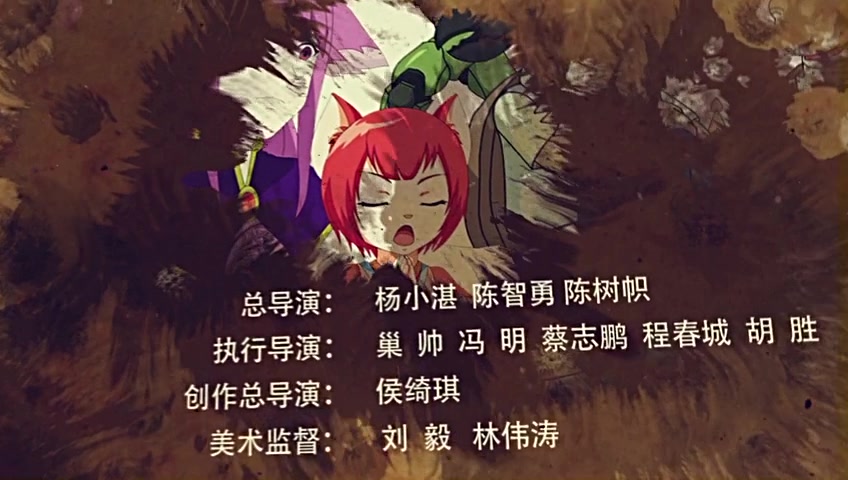 总导演： 杨小湛 陈智勇 陈树帜
执行导演： 巢 帅 冯 明 蔡志鹏 程春城 胡 胜
创作总导演： 侯绮琪
美术监督： 刘 毅 林伟涛